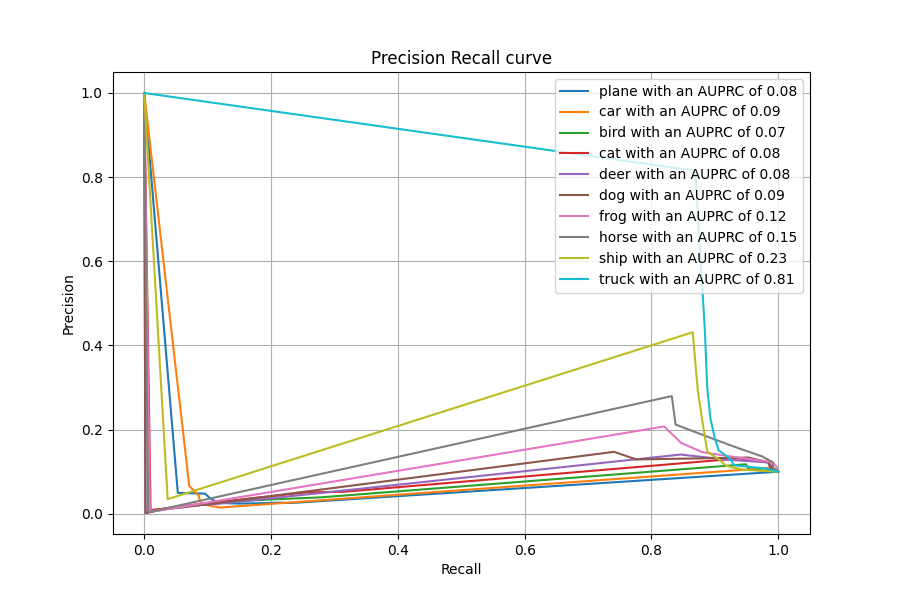 Precision Recall curve
plane with an AUPRC of 0.08
car with an AUPRC of 0.09
bird with an AUPRC of 0.07
cat with an AUPRC of 0.08
deer with an AUPRC of 0.08
dog with an AUPRC of 0.09
frog with an AUPRC of 0.12
horse with an AUPRC of 0.15
ship with an AUPRC of 0.23
truck with an AUPRC of 0.81
Precision
1.0
0.8
0.6
0.4
0.2
0.0
0.0 0.2 0.4 0.6 0.8 1.0
Recall